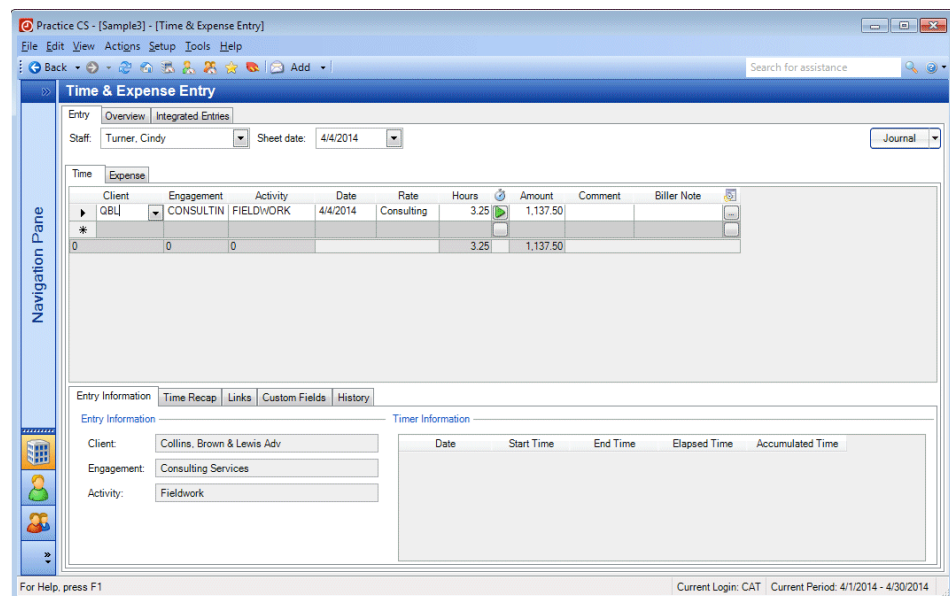 Practice CS - [Sample3] - [Time & Expense Entry]
File Edit View Actions Setup Tools Help
Back Add Search for assistance
Time & Expense Entry
Entry Overview Integrated Entries
Staff: Turner, Cindy Sheet date: 4/4/2014 Journal
Time Expense
Client Engagement Activity Date Rate Hours Amount Comment Biller Note
QBL CONSULTIN FIELDWORK 4/4/2014 Consulting 3.25 1,137.50 ...
0 0 0 3.25 1,137.50
Navigation Pane
Entry Information Time Recap Links Custom Fields History
Entry Information Timer Information
Client: Collins, Brown & Lewis Adv Date Start Time End Time Elapsed Time Accumulated Time
Engagement: Consulting Services
Activity: Fieldwork
For Help, press F1 Current Login: CAT Current Period: 4/1/2014 - 4/30/2014